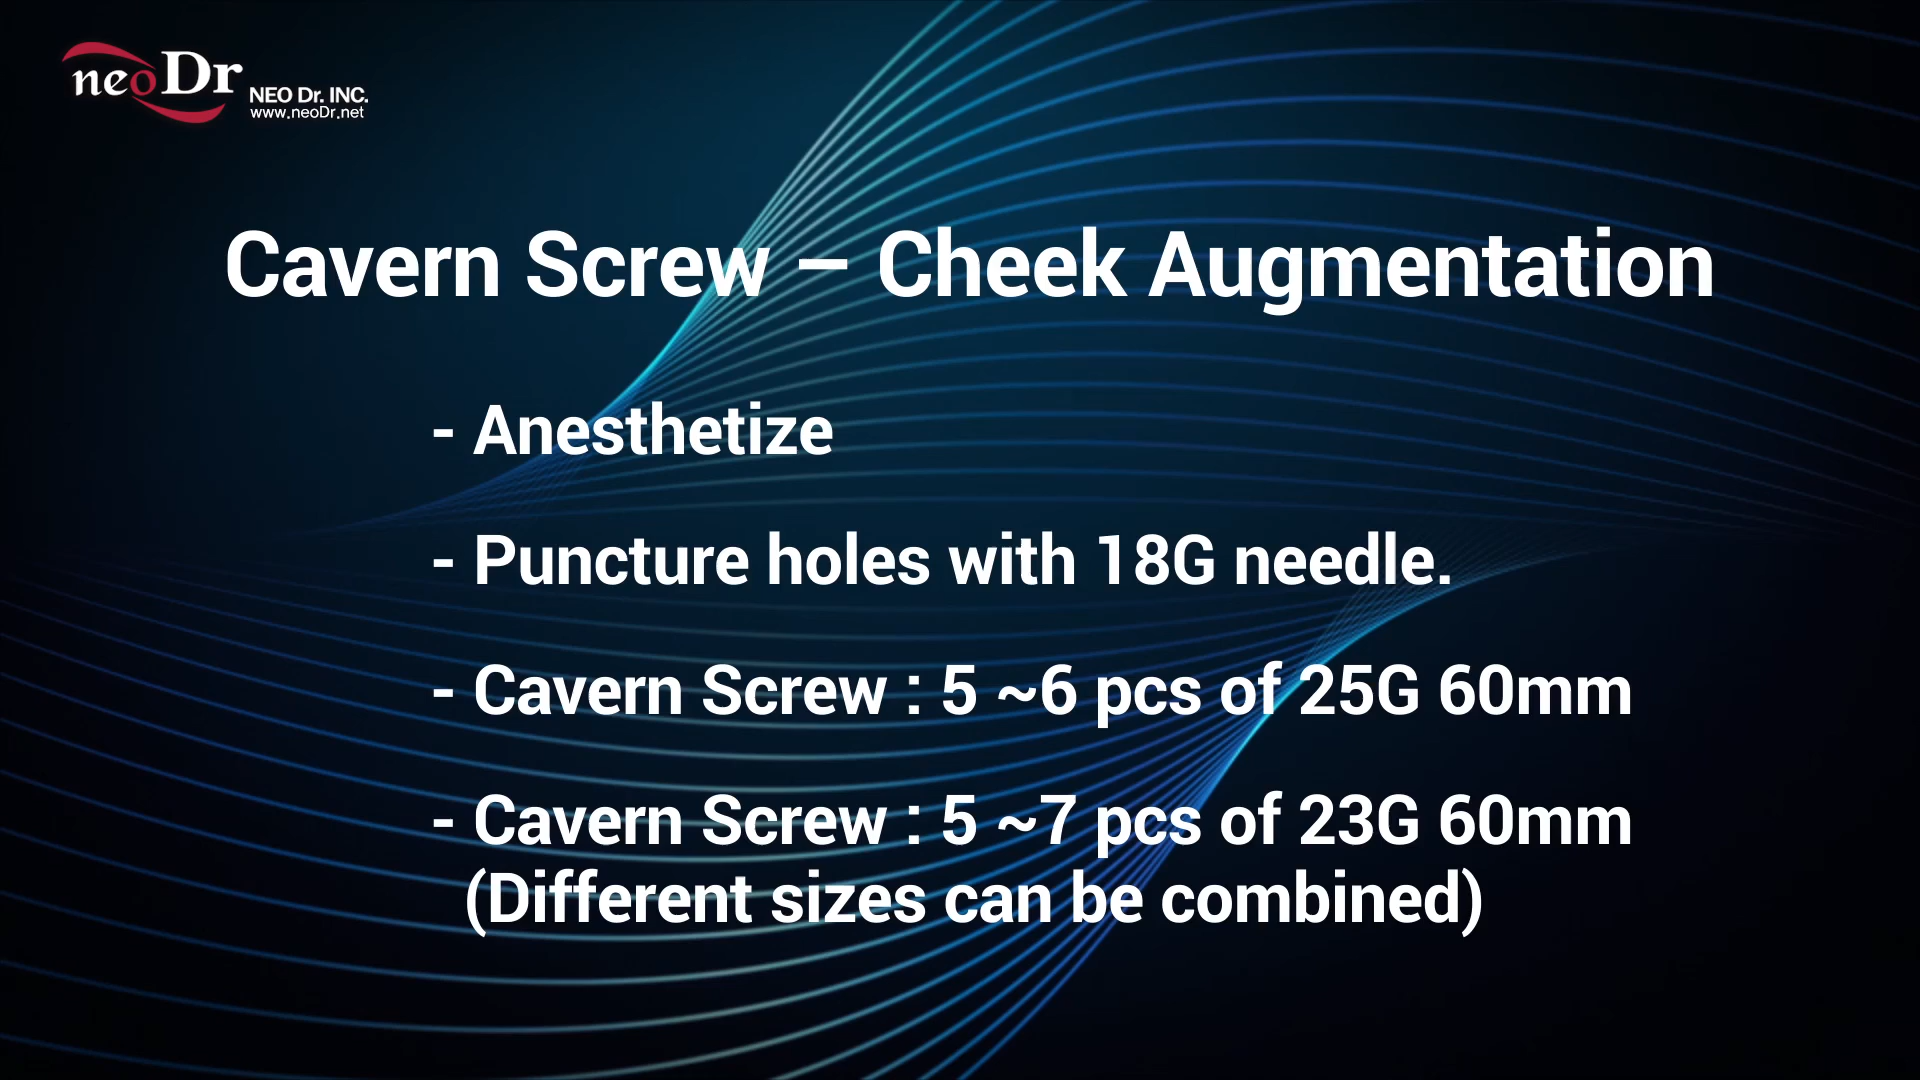 neoDr
NEO Dr. INC.
www.neoDr.net
Cavern Screw – Cheek Augmentation
- Anesthetize
- Puncture holes with 18G needle.
- Cavern Screw : 5 ~6 pcs of 25G 60mm
- Cavern Screw : 5 ~7 pcs of 23G 60mm
(Different sizes can be combined)